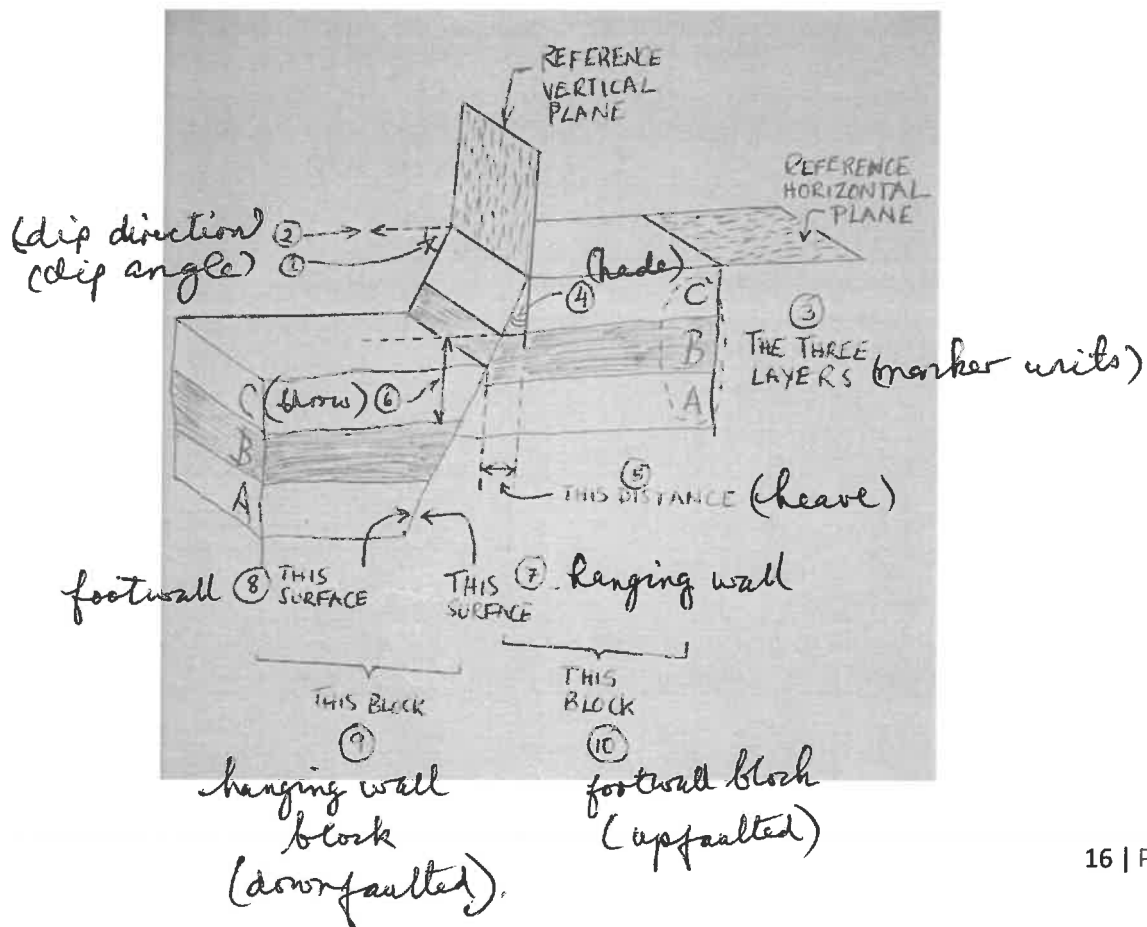 REFERENCE
VERTICAL
PLANE
REFERENCE
HORIZONTAL
PLANE
(dip direction) ②
(dip angle) ①
(hade)
④
C
B
A
③
THE THREE
LAYERS (marker units)
C (throw) ⑥
B
A
⑤
THIS DISTANCE (heave)
footwall ⑧ THIS
SURFACE
THIS ⑦ hanging wall
SURFACE
THIS BLOCK
⑨
hanging wall
block
(downfaulted).
THIS
BLOCK
⑩
footwall block
(upfaulted)
16 | P